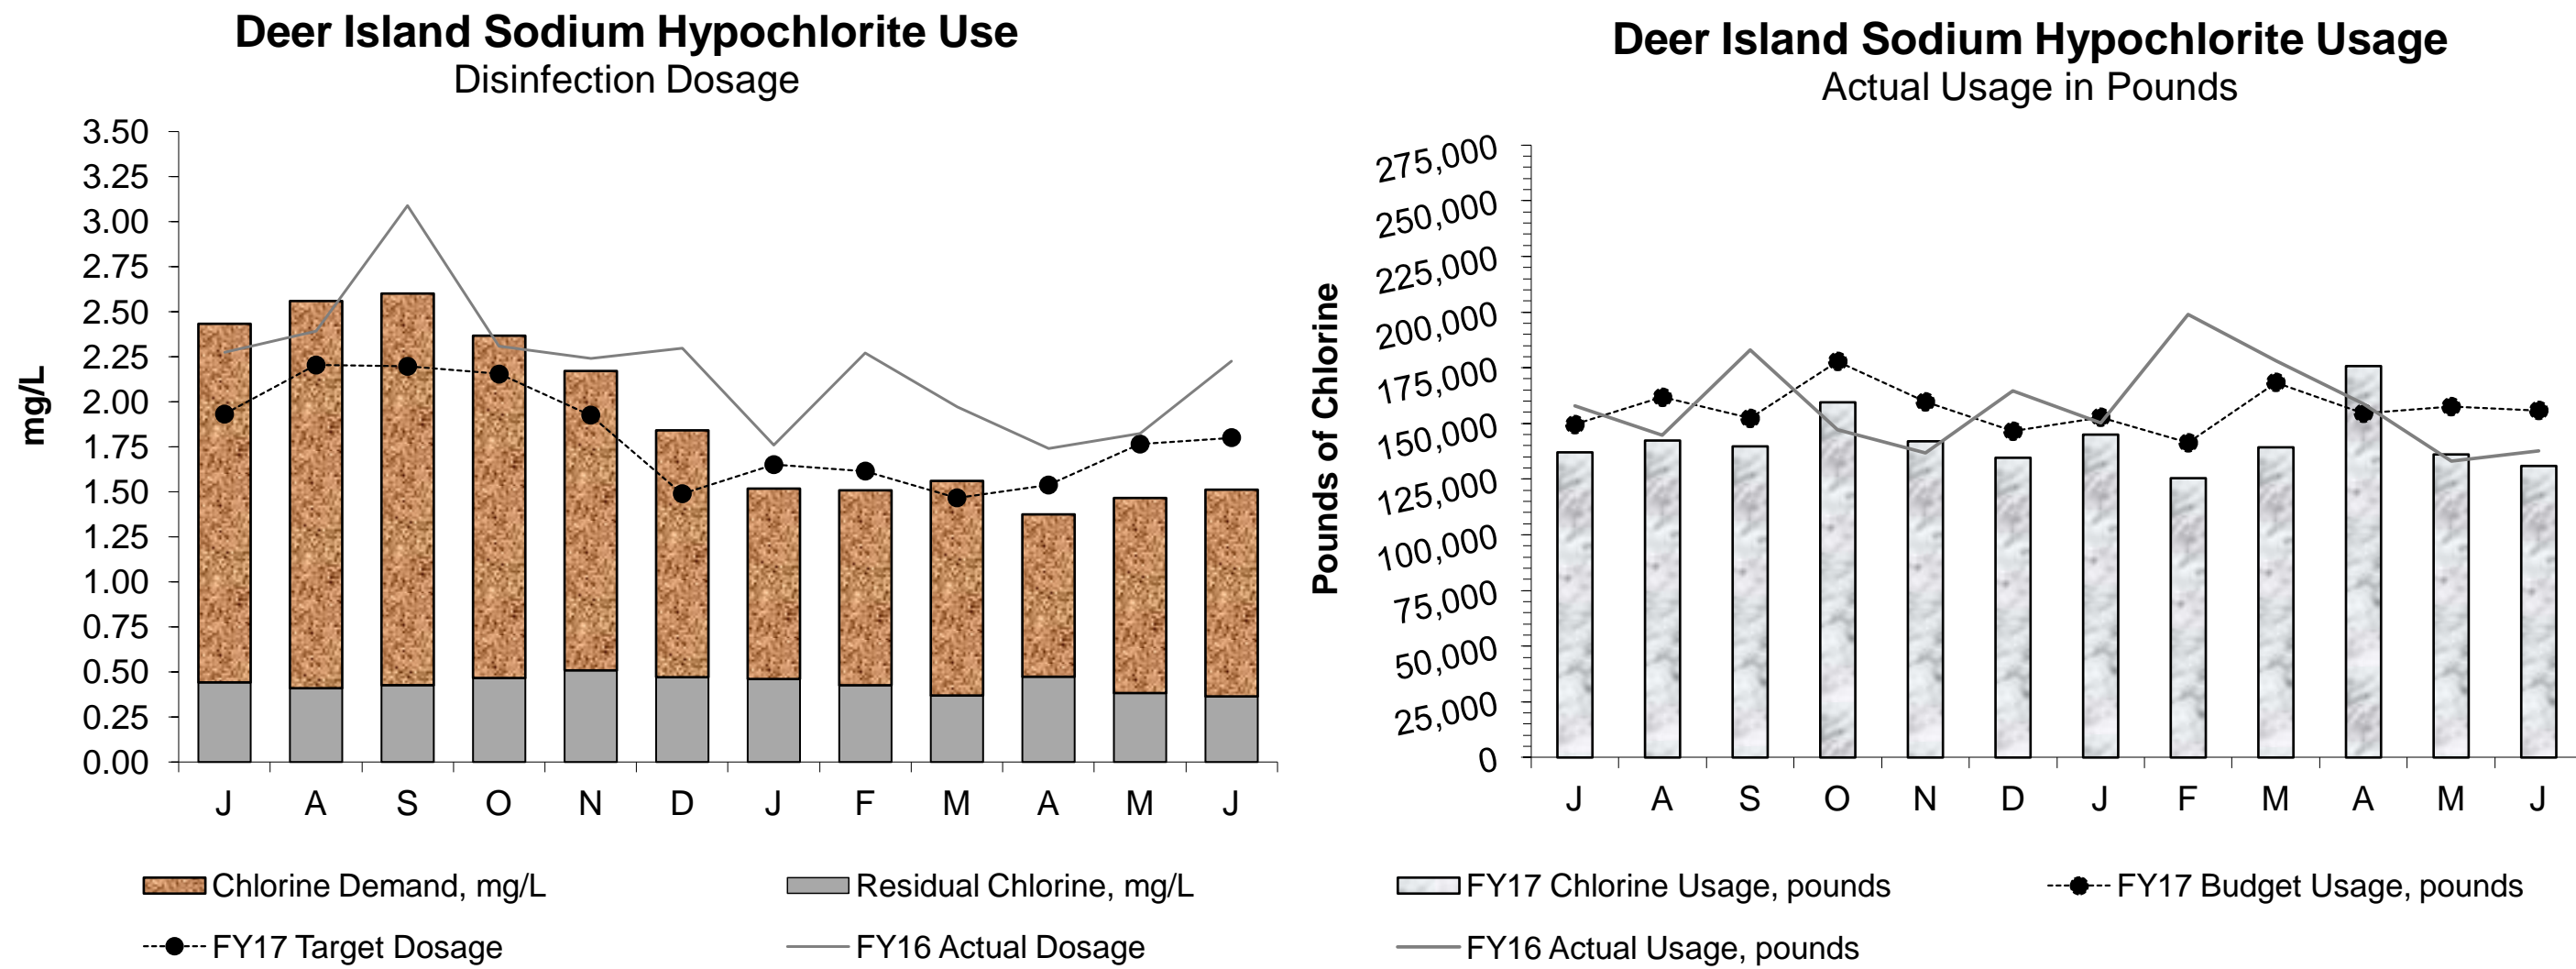 Deer Island Sodium Hypochlorite Use
Disinfection Dosage
3.50
3.25
3.00
2.75
2.50
2.25
2.00
1.75
1.50
1.25
1.00
0.75
0.50
0.25
0.00
mg/L
J A S O N D J F M A M J
Chlorine Demand, mg/L
Residual Chlorine, mg/L
FY17 Target Dosage
FY16 Actual Dosage
Deer Island Sodium Hypochlorite Usage
Actual Usage in Pounds
275,000
250,000
225,000
200,000
175,000
150,000
125,000
100,000
75,000
50,000
25,000
0
Pounds of Chlorine
J A S O N D J F M A M J
FY17 Chlorine Usage, pounds
FY17 Budget Usage, pounds
FY16 Actual Usage, pounds